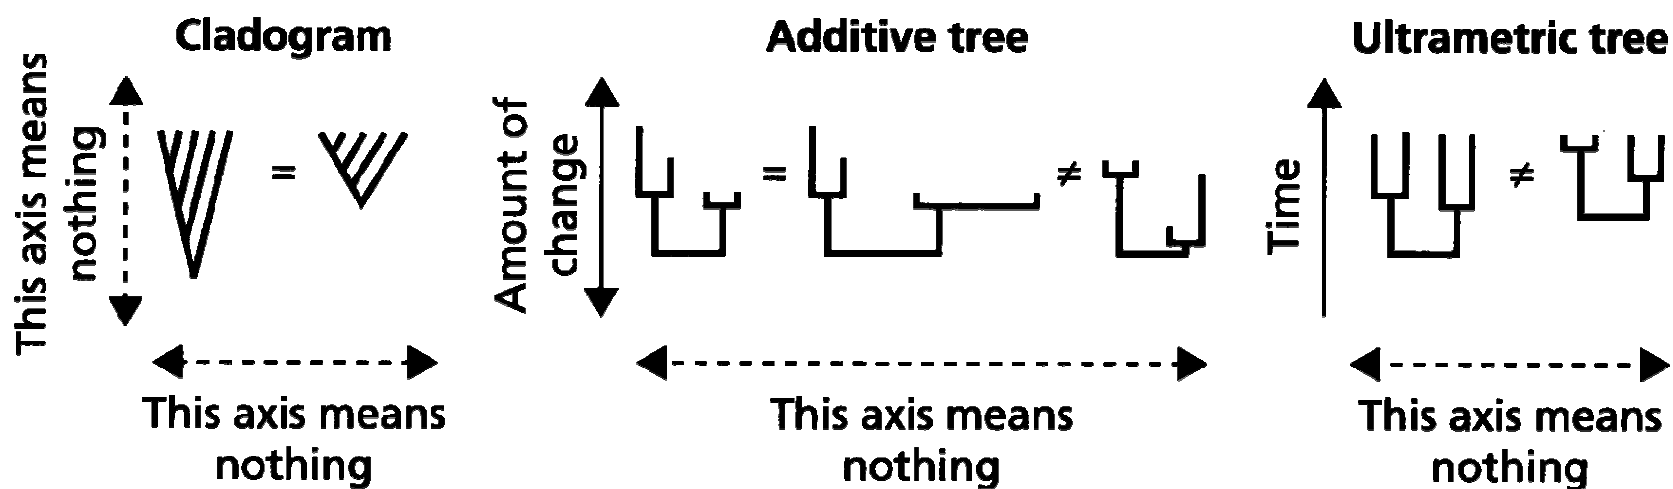 Cladogram
This axis means
nothing
=
This axis means
nothing
Additive tree
Amount of
change
=
≠
This axis means
nothing
Ultrametric tree
Time
≠
This axis means
nothing